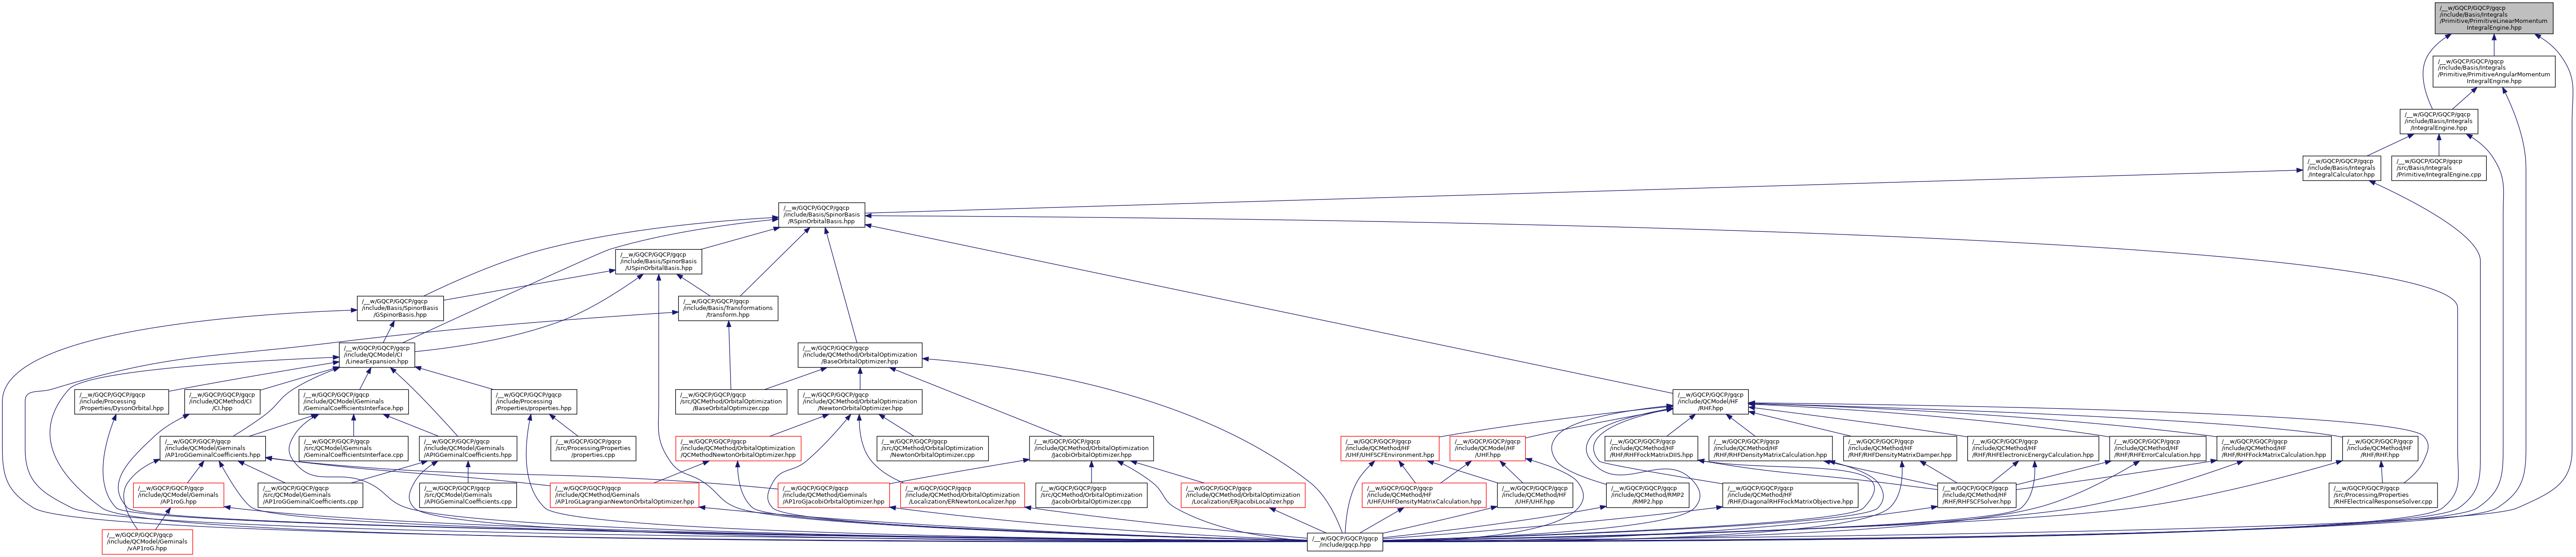 /__w/GQCP/GQCP/gqcp
/include/Basis/Integrals
/Primitive/PrimitiveLinearMomentum
IntegralEngine.hpp
/__w/GQCP/GQCP/gqcp
/include/Basis/Integrals
/Primitive/PrimitiveAngularMomentum
IntegralEngine.hpp
/__w/GQCP/GQCP/gqcp
/include/Basis/Integrals
/IntegralEngine.hpp
/__w/GQCP/GQCP/gqcp
/include/Basis/Integrals
/IntegralCalculator.hpp
/__w/GQCP/GQCP/gqcp
/src/Basis/Integrals
/Primitive/IntegralEngine.cpp
/__w/GQCP/GQCP/gqcp
/include/Basis/SpinorBasis
/RSpinOrbitalBasis.hpp
/__w/GQCP/GQCP/gqcp
/include/Basis/SpinorBasis
/USpinOrbitalBasis.hpp
/__w/GQCP/GQCP/gqcp
/include/Basis/SpinorBasis
/GSpinorBasis.hpp
/__w/GQCP/GQCP/gqcp
/include/Basis/Transformations
/transform.hpp
/__w/GQCP/GQCP/gqcp
/include/QCModel/CI
/LinearExpansion.hpp
/__w/GQCP/GQCP/gqcp
/include/QCMethod/OrbitalOptimization
/BaseOrbitalOptimizer.hpp
/__w/GQCP/GQCP/gqcp
/include/Processing
/Properties/DysonOrbital.hpp
/__w/GQCP/GQCP/gqcp
/include/QCMethod/CI
/CI.hpp
/__w/GQCP/GQCP/gqcp
/include/QCModel/Geminals
/GeminalCoefficientsInterface.hpp
/__w/GQCP/GQCP/gqcp
/include/Processing
/Properties/properties.hpp
/__w/GQCP/GQCP/gqcp
/src/QCMethod/OrbitalOptimization
/BaseOrbitalOptimizer.cpp
/__w/GQCP/GQCP/gqcp
/include/QCMethod/OrbitalOptimization
/NewtonOrbitalOptimizer.hpp
/__w/GQCP/GQCP/gqcp
/include/QCModel/HF
/RHF.hpp
/__w/GQCP/GQCP/gqcp
/include/QCModel/Geminals
/AP1roGGeminalCoefficients.hpp
/__w/GQCP/GQCP/gqcp
/src/QCModel/Geminals
/GeminalCoefficientsInterface.cpp
/__w/GQCP/GQCP/gqcp
/include/QCModel/Geminals
/APIGGeminalCoefficients.hpp
/__w/GQCP/GQCP/gqcp
/src/Processing/Properties
/properties.cpp
/__w/GQCP/GQCP/gqcp
/include/QCMethod/OrbitalOptimization
/QCMethodNewtonOrbitalOptimizer.hpp
/__w/GQCP/GQCP/gqcp
/src/QCMethod/OrbitalOptimization
/NewtonOrbitalOptimizer.cpp
/__w/GQCP/GQCP/gqcp
/include/QCMethod/OrbitalOptimization
/JacobiOrbitalOptimizer.hpp
/__w/GQCP/GQCP/gqcp
/include/QCMethod/HF
/UHF/UHFSCFEnvironment.hpp
/__w/GQCP/GQCP/gqcp
/include/QCModel/HF
/UHF.hpp
/__w/GQCP/GQCP/gqcp
/include/QCMethod/HF
/RHF/RHFFockMatrixDIIS.hpp
/__w/GQCP/GQCP/gqcp
/include/QCMethod/HF
/RHF/RHFDensityMatrixCalculation.hpp
/__w/GQCP/GQCP/gqcp
/include/QCMethod/HF
/RHF/RHFDensityMatrixDamper.hpp
/__w/GQCP/GQCP/gqcp
/include/QCMethod/HF
/RHF/RHFElectronicEnergyCalculation.hpp
/__w/GQCP/GQCP/gqcp
/include/QCMethod/HF
/RHF/RHFErrorCalculation.hpp
/__w/GQCP/GQCP/gqcp
/include/QCMethod/HF
/RHF/RHFFockMatrixCalculation.hpp
/__w/GQCP/GQCP/gqcp
/include/QCMethod/HF
/RHF/RHF.hpp
/__w/GQCP/GQCP/gqcp
/include/QCModel/Geminals
/AP1roG.hpp
/__w/GQCP/GQCP/gqcp
/src/QCModel/Geminals
/AP1roGGeminalCoefficients.cpp
/__w/GQCP/GQCP/gqcp
/src/QCModel/Geminals
/APIGGeminalCoefficients.cpp
/__w/GQCP/GQCP/gqcp
/include/QCMethod/Geminals
/AP1roGLagrangianNewtonOrbitalOptimizer.hpp
/__w/GQCP/GQCP/gqcp
/include/QCMethod/Geminals
/AP1roGJacobiOrbitalOptimizer.hpp
/__w/GQCP/GQCP/gqcp
/include/QCMethod/OrbitalOptimization
/Localization/ERNewtonLocalizer.hpp
/__w/GQCP/GQCP/gqcp
/src/QCMethod/OrbitalOptimization
/JacobiOrbitalOptimizer.cpp
/__w/GQCP/GQCP/gqcp
/include/QCMethod/OrbitalOptimization
/Localization/ERJacobiLocalizer.hpp
/__w/GQCP/GQCP/gqcp
/include/QCMethod/HF
/UHF/UHFDensityMatrixCalculation.hpp
/__w/GQCP/GQCP/gqcp
/include/QCMethod/HF
/UHF/UHF.hpp
/__w/GQCP/GQCP/gqcp
/include/QCMethod/RMP2
/RMP2.hpp
/__w/GQCP/GQCP/gqcp
/include/QCMethod/HF
/RHF/DiagonalRHFFockMatrixObjective.hpp
/__w/GQCP/GQCP/gqcp
/include/QCMethod/HF
/RHF/RHFSCFSolver.hpp
/__w/GQCP/GQCP/gqcp
/src/Processing/Properties
/RHFElectricalResponseSolver.cpp
/__w/GQCP/GQCP/gqcp
/include/QCModel/Geminals
/vAP1roG.hpp
/__w/GQCP/GQCP/gqcp
/include/gqcp.hpp